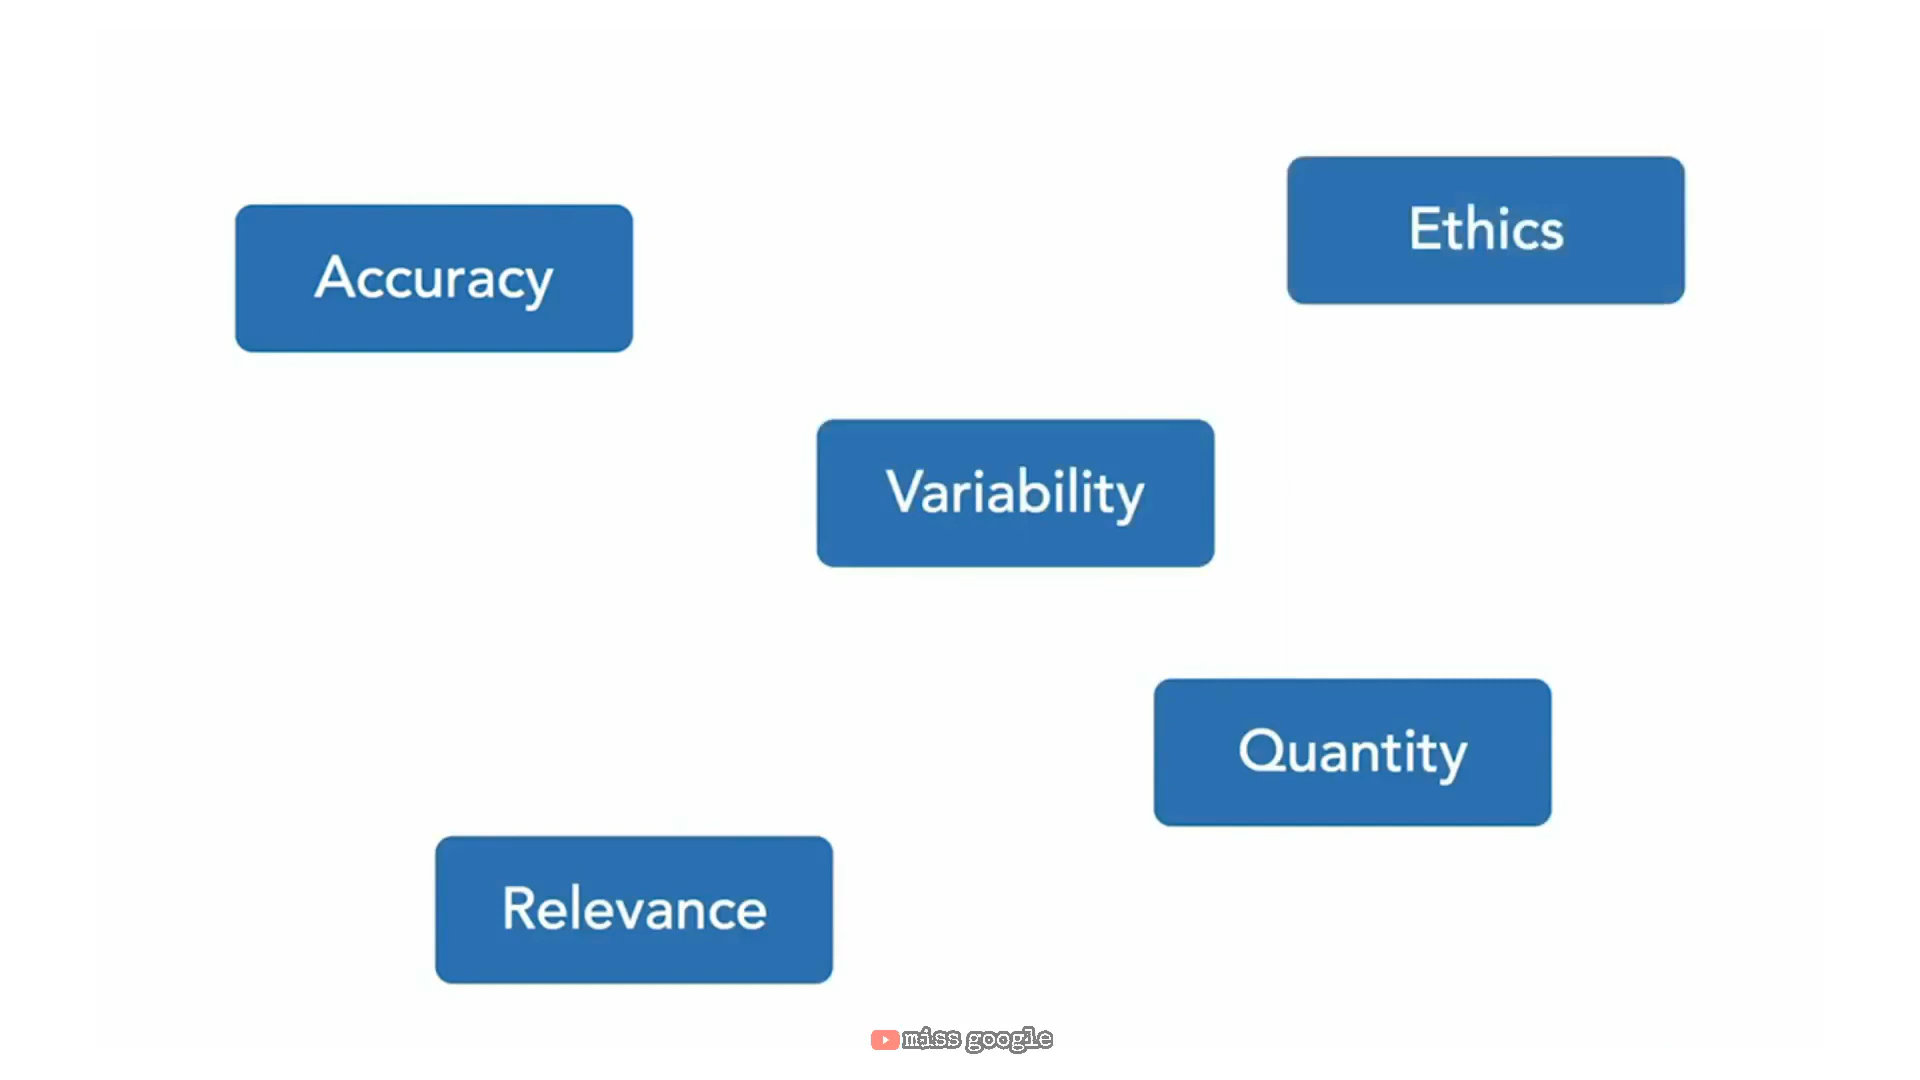 Ethics
Accuracy
Variability
Quantity
Relevance
miss google